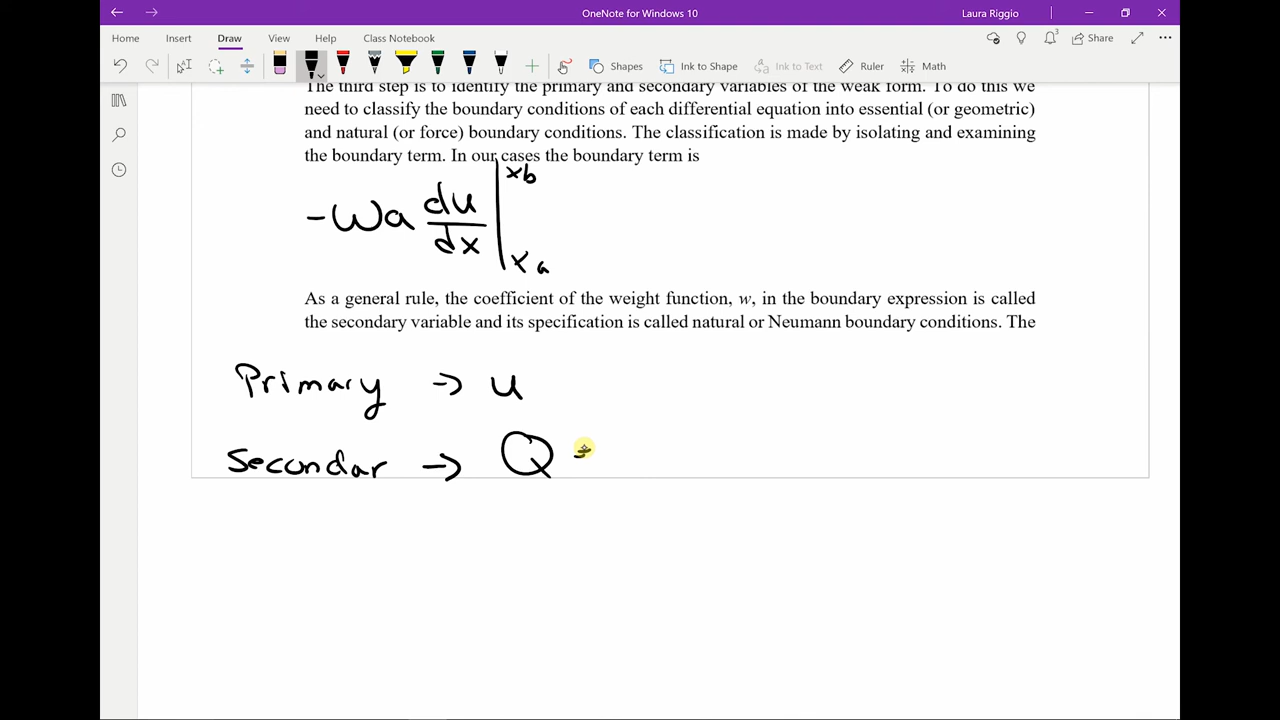 OneNote for Windows 10
Laura Riggio
Home Insert Draw View Help Class Notebook
3
Share
Shapes Ink to Shape Ink to Text Ruler Math
The third step is to identify the primary and secondary variables of the weak form. To do this we
need to classify the boundary conditions of each differential equation into essential (or geometric)
and natural (or force) boundary conditions. The classification is made by isolating and examining
the boundary term. In our cases the boundary term is
xb
-wa du
dx
xa
As a general rule, the coefficient of the weight function, w, in the boundary expression is called
the secondary variable and its specification is called natural or Neumann boundary conditions. The
Primary → u
Secondar → Q =